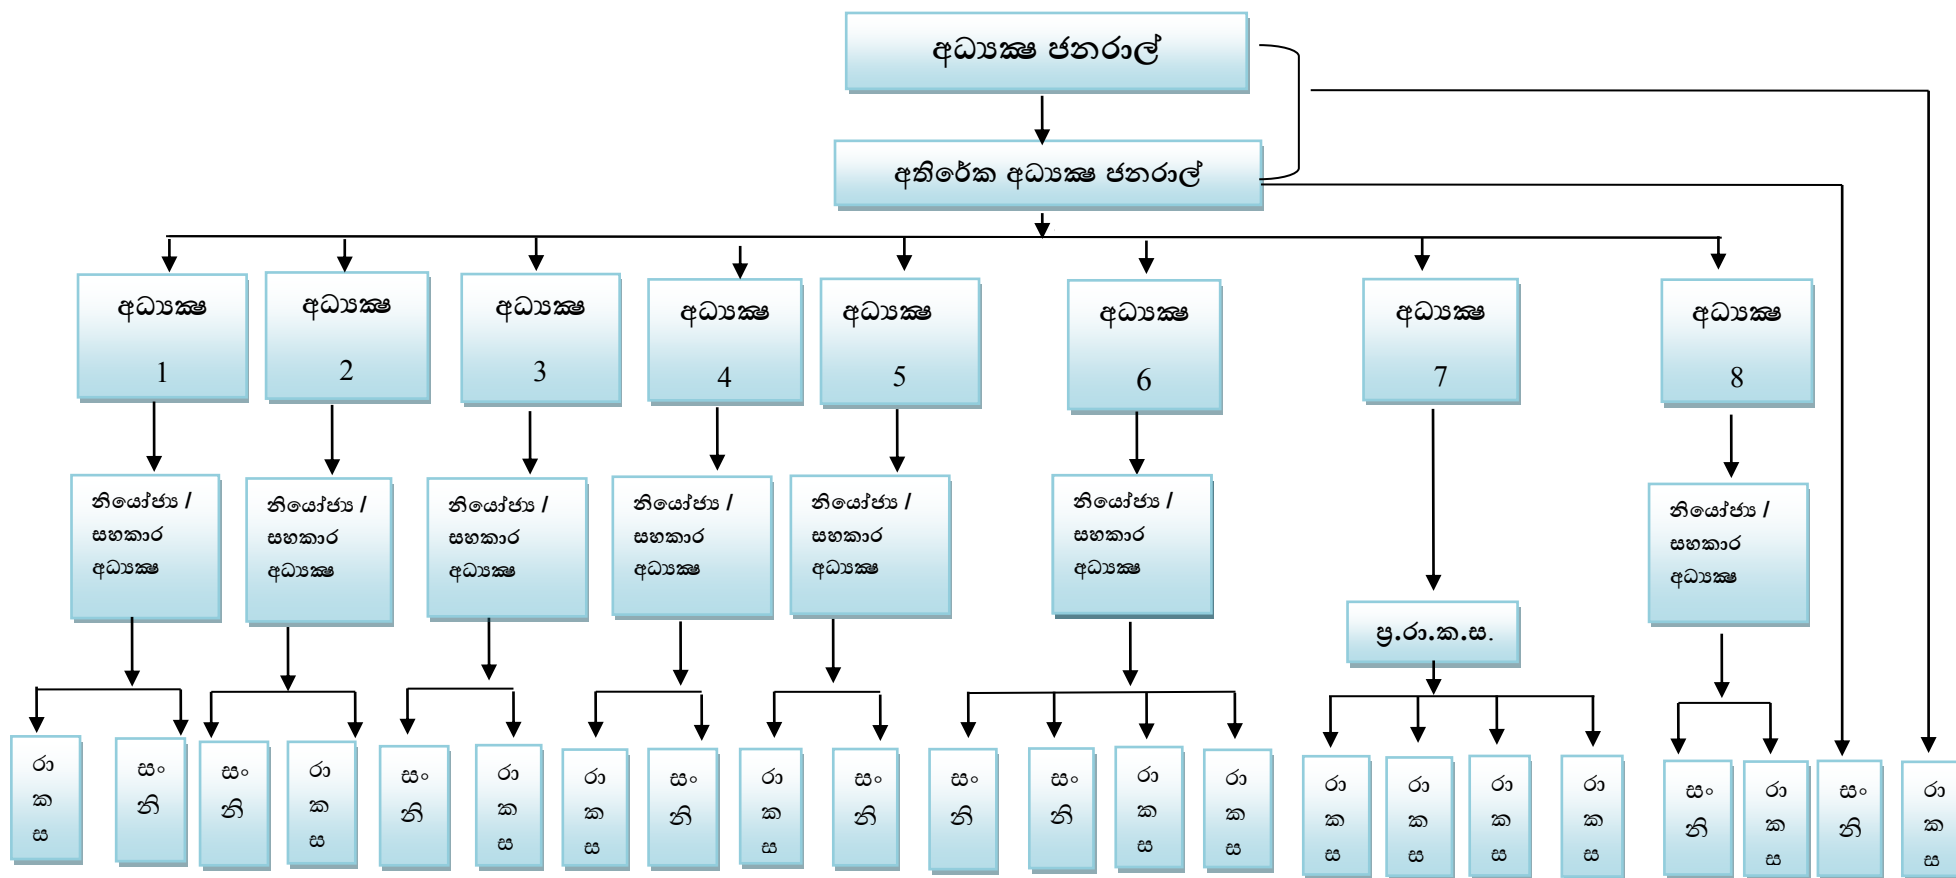 අධ්‍යක්ෂ ජනරාල්
අතිරේක අධ්‍යක්ෂ ජනරාල්
අධ්‍යක්ෂ
1
අධ්‍යක්ෂ
2
අධ්‍යක්ෂ
3
අධ්‍යක්ෂ
4
අධ්‍යක්ෂ
5
අධ්‍යක්ෂ
6
අධ්‍යක්ෂ
7
අධ්‍යක්ෂ
8
නියෝජ්‍ය /
සහකාර
අධ්‍යක්ෂ
නියෝජ්‍ය /
සහකාර
අධ්‍යක්ෂ
නියෝජ්‍ය /
සහකාර
අධ්‍යක්ෂ
නියෝජ්‍ය /
සහකාර
අධ්‍යක්ෂ
නියෝජ්‍ය /
සහකාර
අධ්‍යක්ෂ
නියෝජ්‍ය /
සහකාර
අධ්‍යක්ෂ
ප්‍ර.රා.ක.ස.
නියෝජ්‍ය /
සහකාර
අධ්‍යක්ෂ
රා
ක
ස
සං
නි
සං
නි
රා
ක
ස
සං
නි
රා
ක
ස
රා
ක
ස
සං
නි
රා
ක
ස
සං
නි
සං
නි
සං
නි
රා
ක
ස
රා
ක
ස
රා
ක
ස
රා
ක
ස
රා
ක
ස
රා
ක
ස
සං
නි
රා
ක
ස
සං
නි
රා
ක
ස